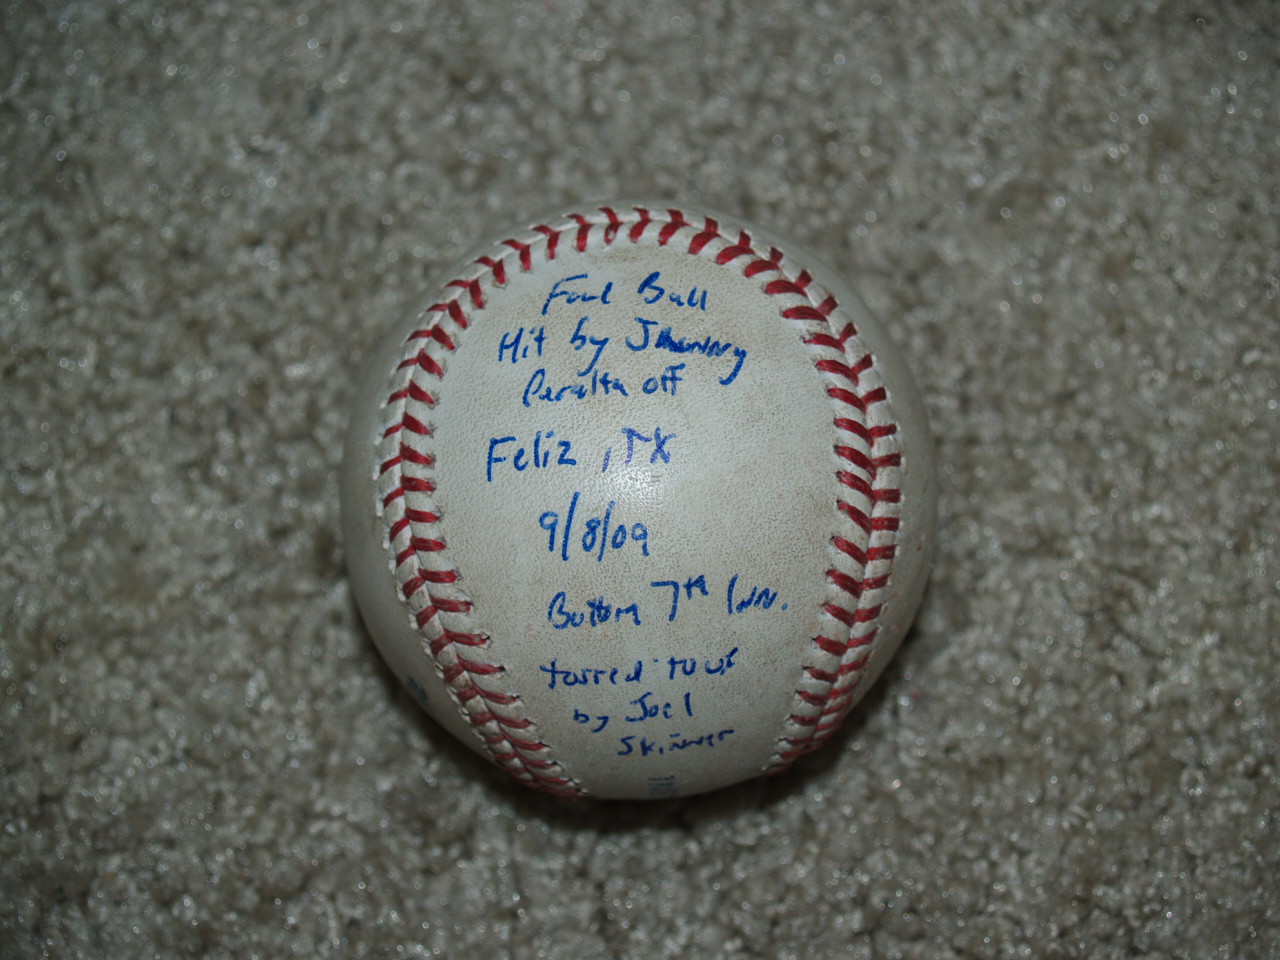 Foul Ball
Hit by Jhonny
Peralta off
Feliz, TX
9/8/09
Bottom 7th Inn.
tossed to us
by Joel
Skinner